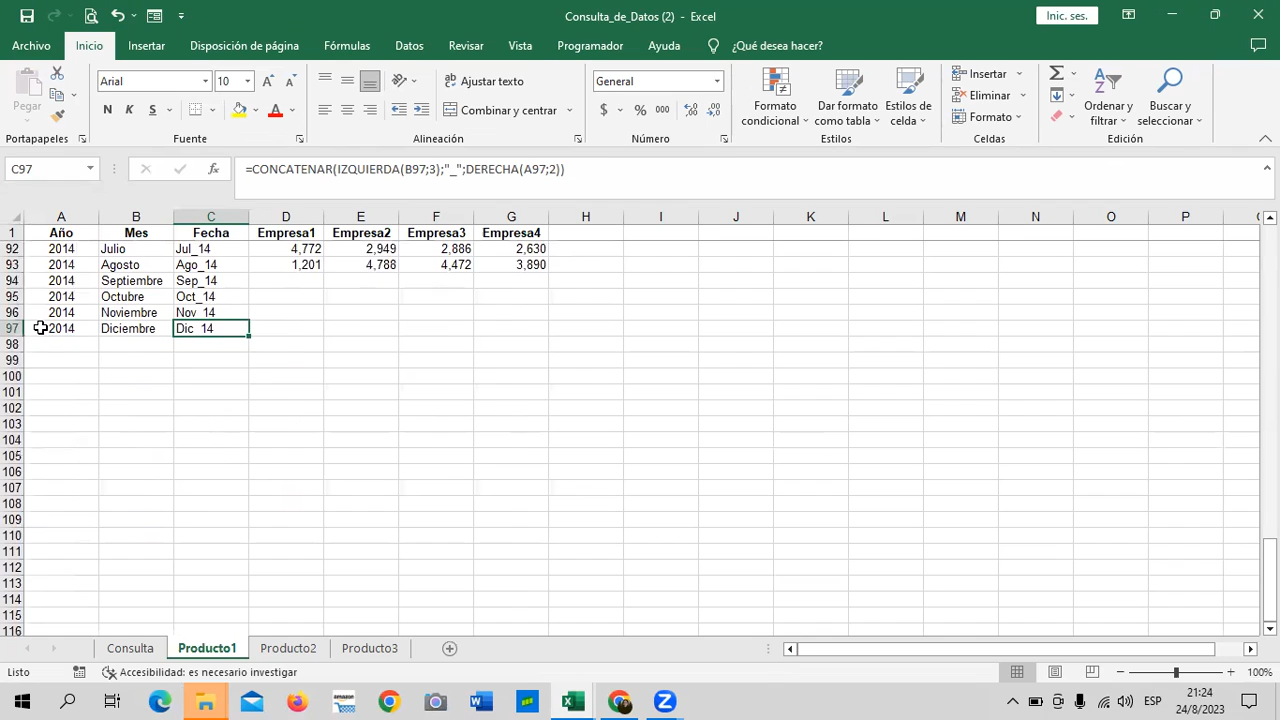 Consulta_de_Datos (2) - Excel
Inic. ses.
Archivo Inicio Insertar Disposición de página Fórmulas Datos Revisar Vista Programador Ayuda ¿Qué desea hacer?
Pegar
Arial 10
Ajustar texto
General
Formato condicional
Dar formato como tabla
Estilos de celda
Insertar
Eliminar
Formato
Ordenar y filtrar
Buscar y seleccionar
N K S
Combinar y centrar
$ % 000
Portapapeles Fuente Alineación Número Estilos Celdas Edición
C97 fx =CONCATENAR(IZQUIERDA(B97;3);"_";DERECHA(A97;2))
A B C D E F G H I J K L M N O P
1 Año Mes Fecha Empresa1 Empresa2 Empresa3 Empresa4
92 2014 Julio Jul_14 4,772 2,949 2,886 2,630
93 2014 Agosto Ago_14 1,201 4,788 4,472 3,890
94 2014 Septiembre Sep_14
95 2014 Octubre Oct_14
96 2014 Noviembre Nov_14
97 2014 Diciembre Dic_14
98
99
100
101
102
103
104
105
106
107
108
109
110
111
112
113
114
115
116
Consulta Producto1 Producto2 Producto3
Listo Accesibilidad: es necesario investigar 100%
ESP 21:24
24/8/2023